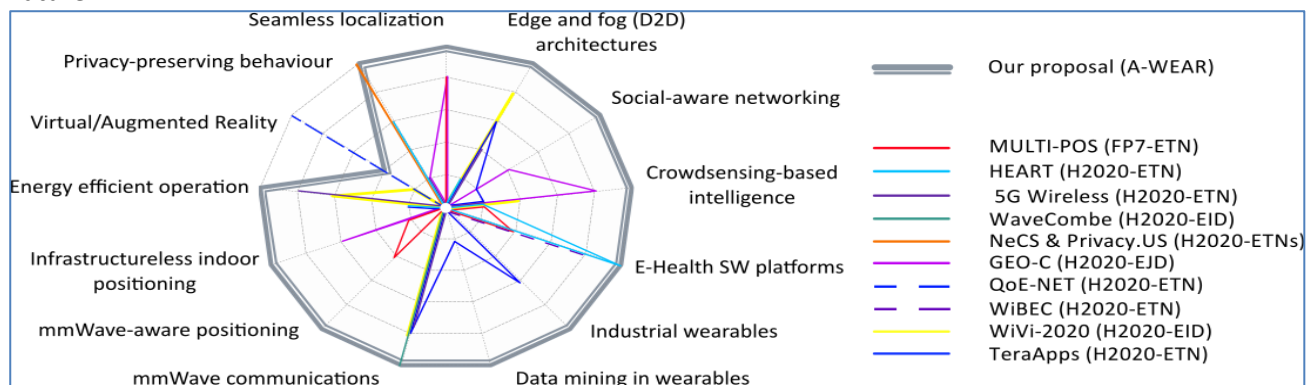 Seamless localization
Edge and fog (D2D)
architectures
Privacy-preserving behaviour
Our proposal (A-WEAR)
Social-aware networking
Virtual/Augmented Reality
MULTI-POS (FP7-ETN)
HEART (H2020-ETN)
Crowdsensing-based
intelligence
Energy efficient operation
5G Wireless (H2020-ETN)
WaveCombe (H2020-EID)
NeCS & Privacy.US (H2020-ETNs)
Infrastructureless indoor
positioning
E-Health SW platforms
GEO-C (H2020-EJD)
QoE-NET (H2020-ETN)
WiBEC (H2020-ETN)
mmWave-aware positioning
Industrial wearables
WiVi-2020 (H2020-EID)
TeraApps (H2020-ETN)
mmWave communications
Data mining in wearables